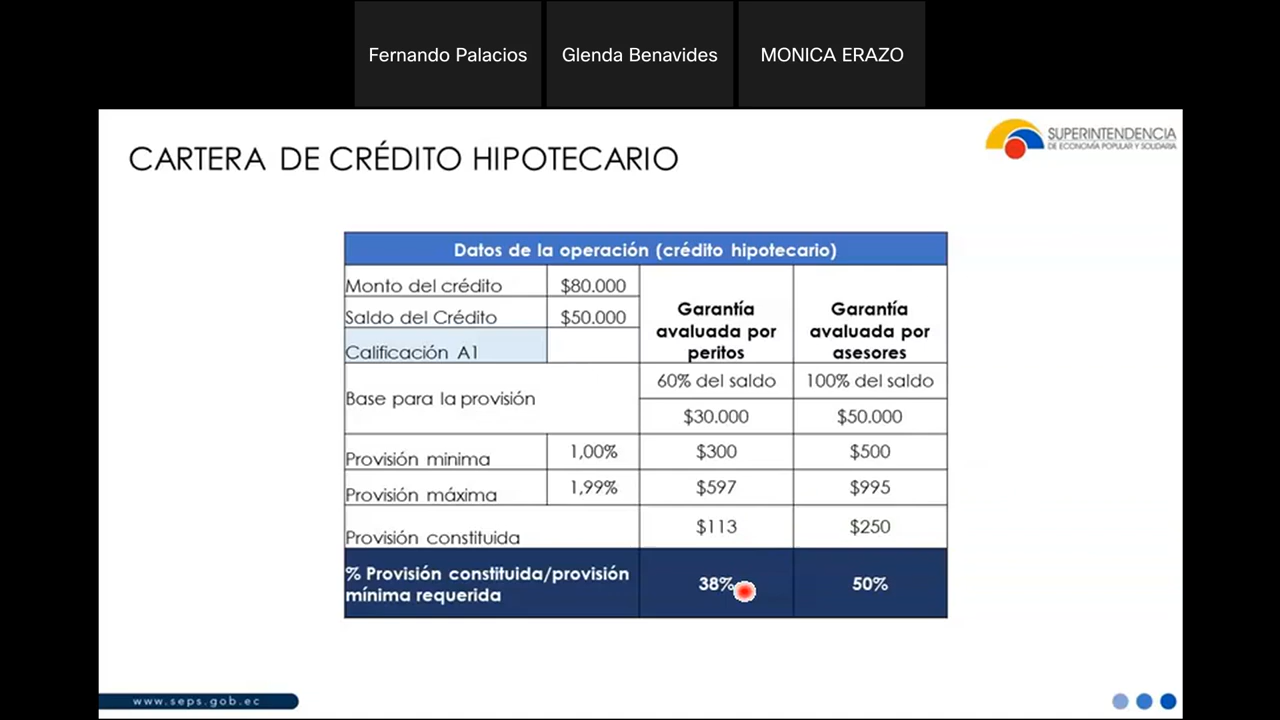 Fernando Palacios
Glenda Benavides
MONICA ERAZO
SUPERINTENDENCIA
DE ECONOMÍA POPULAR Y SOLIDARIA
CARTERA DE CRÉDITO HIPOTECARIO
Datos de la operación (crédito hipotecario)
Monto del crédito $80.000
Saldo del Crédito $50.000
Calificación A1
Garantía
avaluada por
peritos
Garantía
avaluada por
asesores
Base para la provisión
60% del saldo 100% del saldo
$30.000 $50.000
Provisión minima 1,00% $300 $500
Provisión máxima 1,99% $597 $995
Provisión constituida $113 $250
% Provisión constituida/provisión
mínima requerida
38% 50%
www.seps.gob.ec